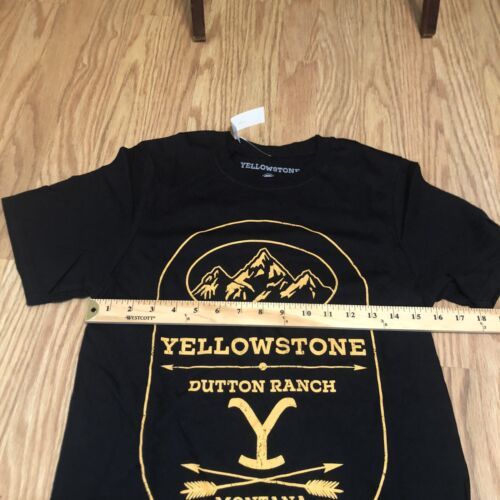 YELLOWSTONE
1 2 3 4 5 6 7 8 9 10 11 12 13 14 15 16 17 18
WESTCOTT
YELLOWSTONE
DUTTON RANCH
Y
MONTANA